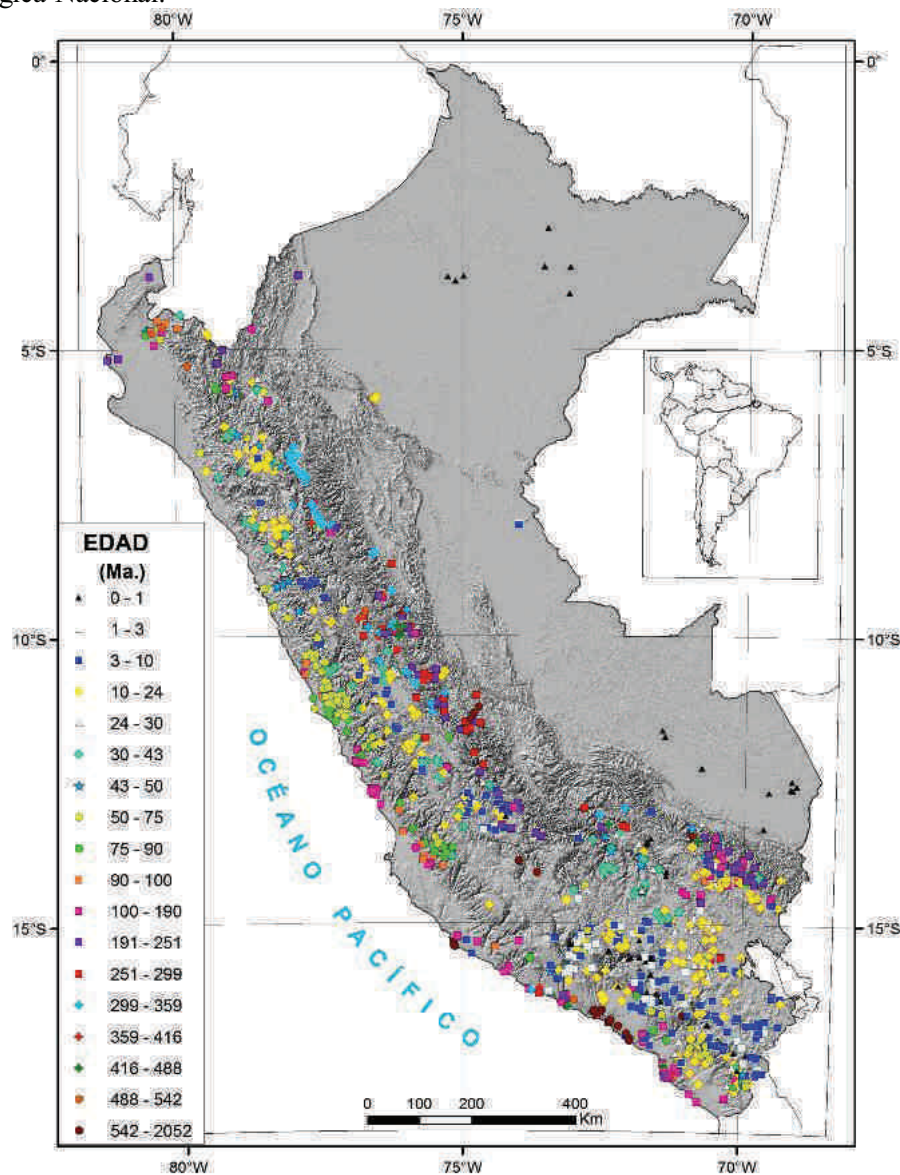 gica Nacional.
80°W 75°W 70°W
0° 0°
5°S 5°S
EDAD
(Ma.)
0 - 1
1 - 3
3 - 10
10 - 24
24 - 30
30 - 43
43 - 50
50 - 75
75 - 90
90 - 100
100 - 190
191 - 251
251 - 299
299 - 359
359 - 416
416 - 488
488 - 542
542 - 2052
10°S 10°S
OCÉANO PACÍFICO
15°S 15°S
0 100 200 400
Km
80°W 75°W 70°W